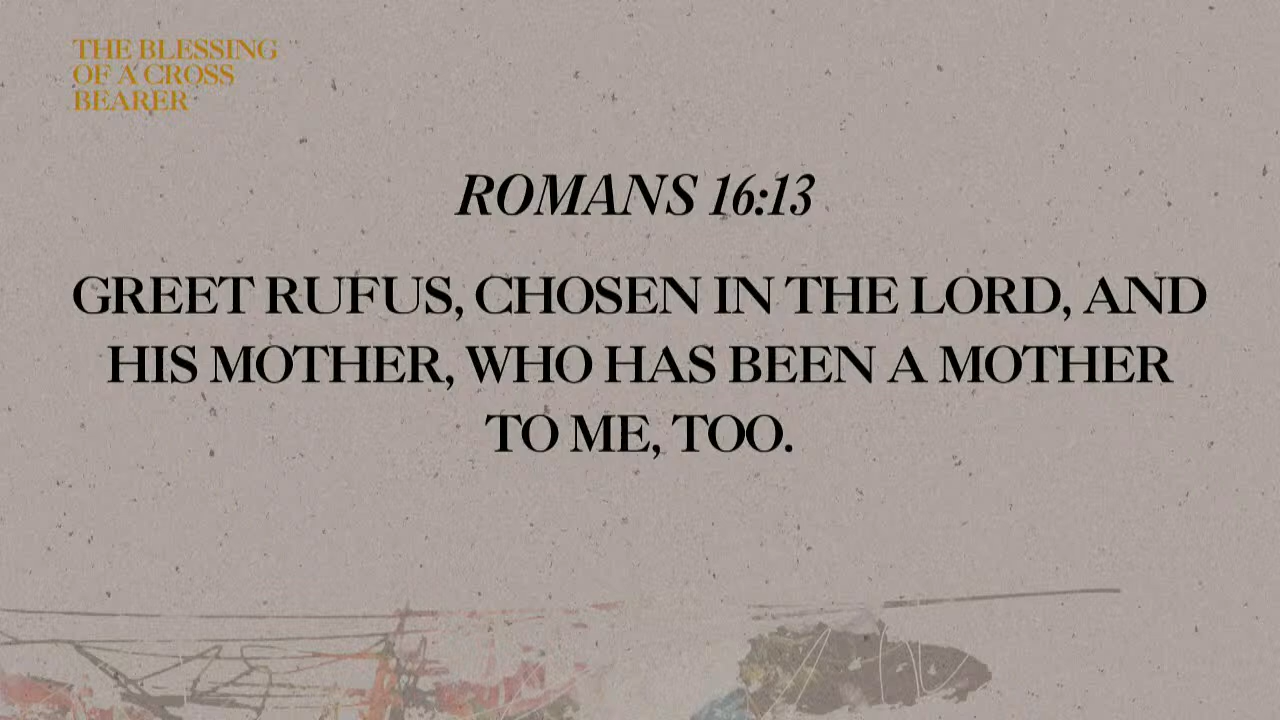 THE BLESSING
OF A CROSS
BEARER
ROMANS 16:13
GREET RUFUS, CHOSEN IN THE LORD, AND
HIS MOTHER, WHO HAS BEEN A MOTHER
TO ME, TOO.